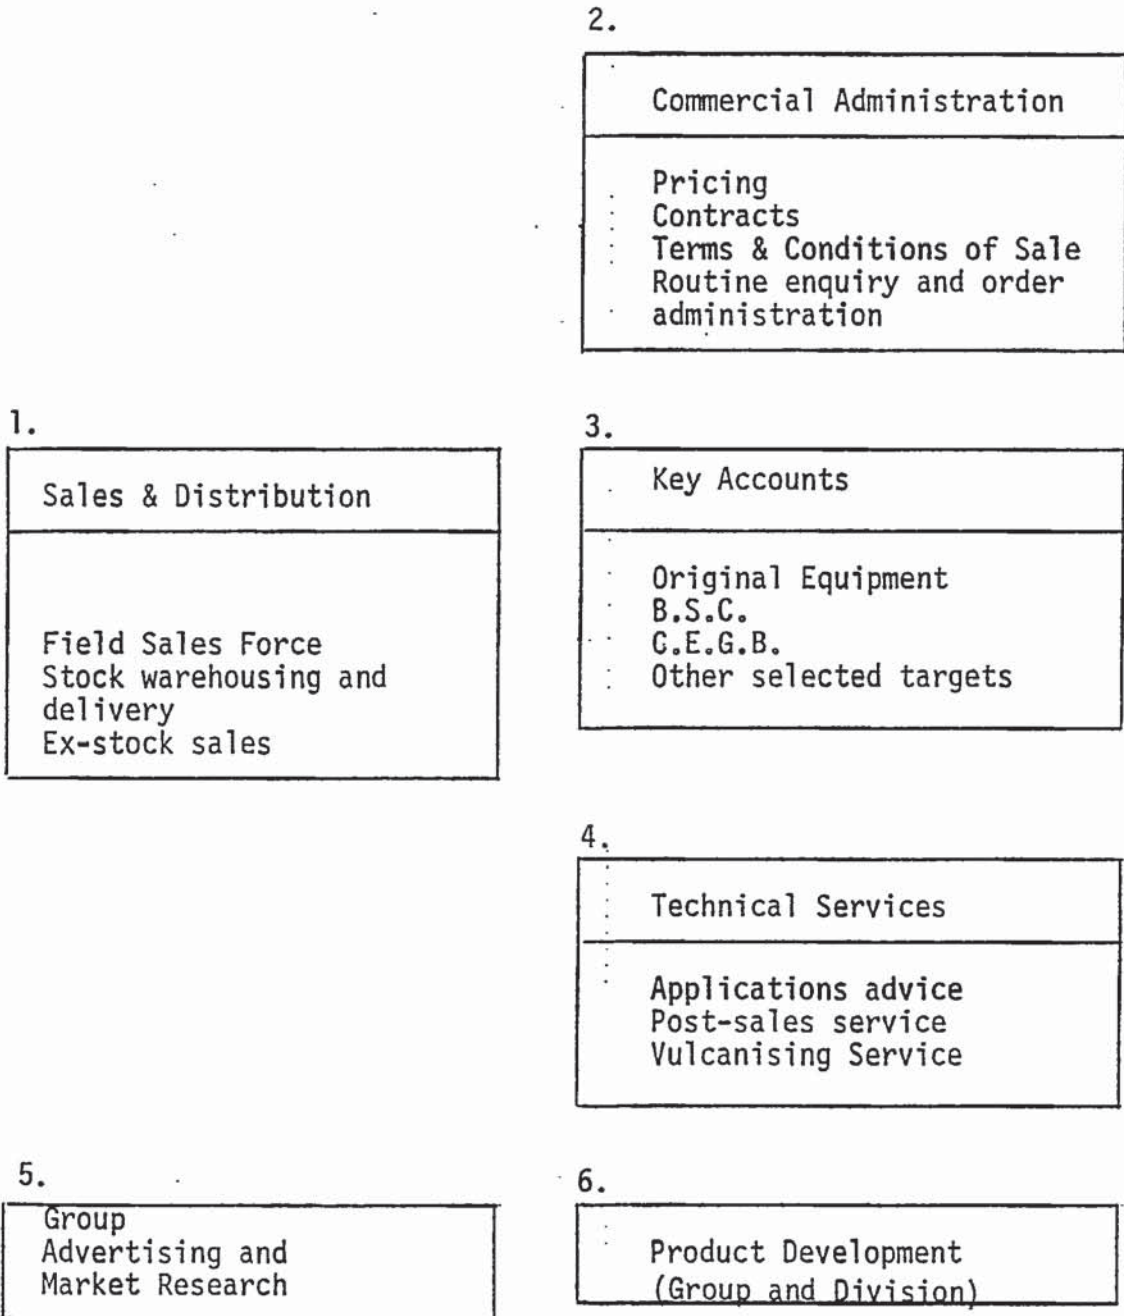 2.
Commercial Administration
Pricing
Contracts
Terms & Conditions of Sale
Routine enquiry and order
administration
1.
Sales & Distribution
Field Sales Force
Stock warehousing and
delivery
Ex-stock sales
3.
Key Accounts
Original Equipment
B.S.C.
C.E.G.B.
Other selected targets
4.
Technical Services
Applications advice
Post-sales service
Vulcanising Service
5.
Group
Advertising and
Market Research
6.
Product Development
(Group and Division)